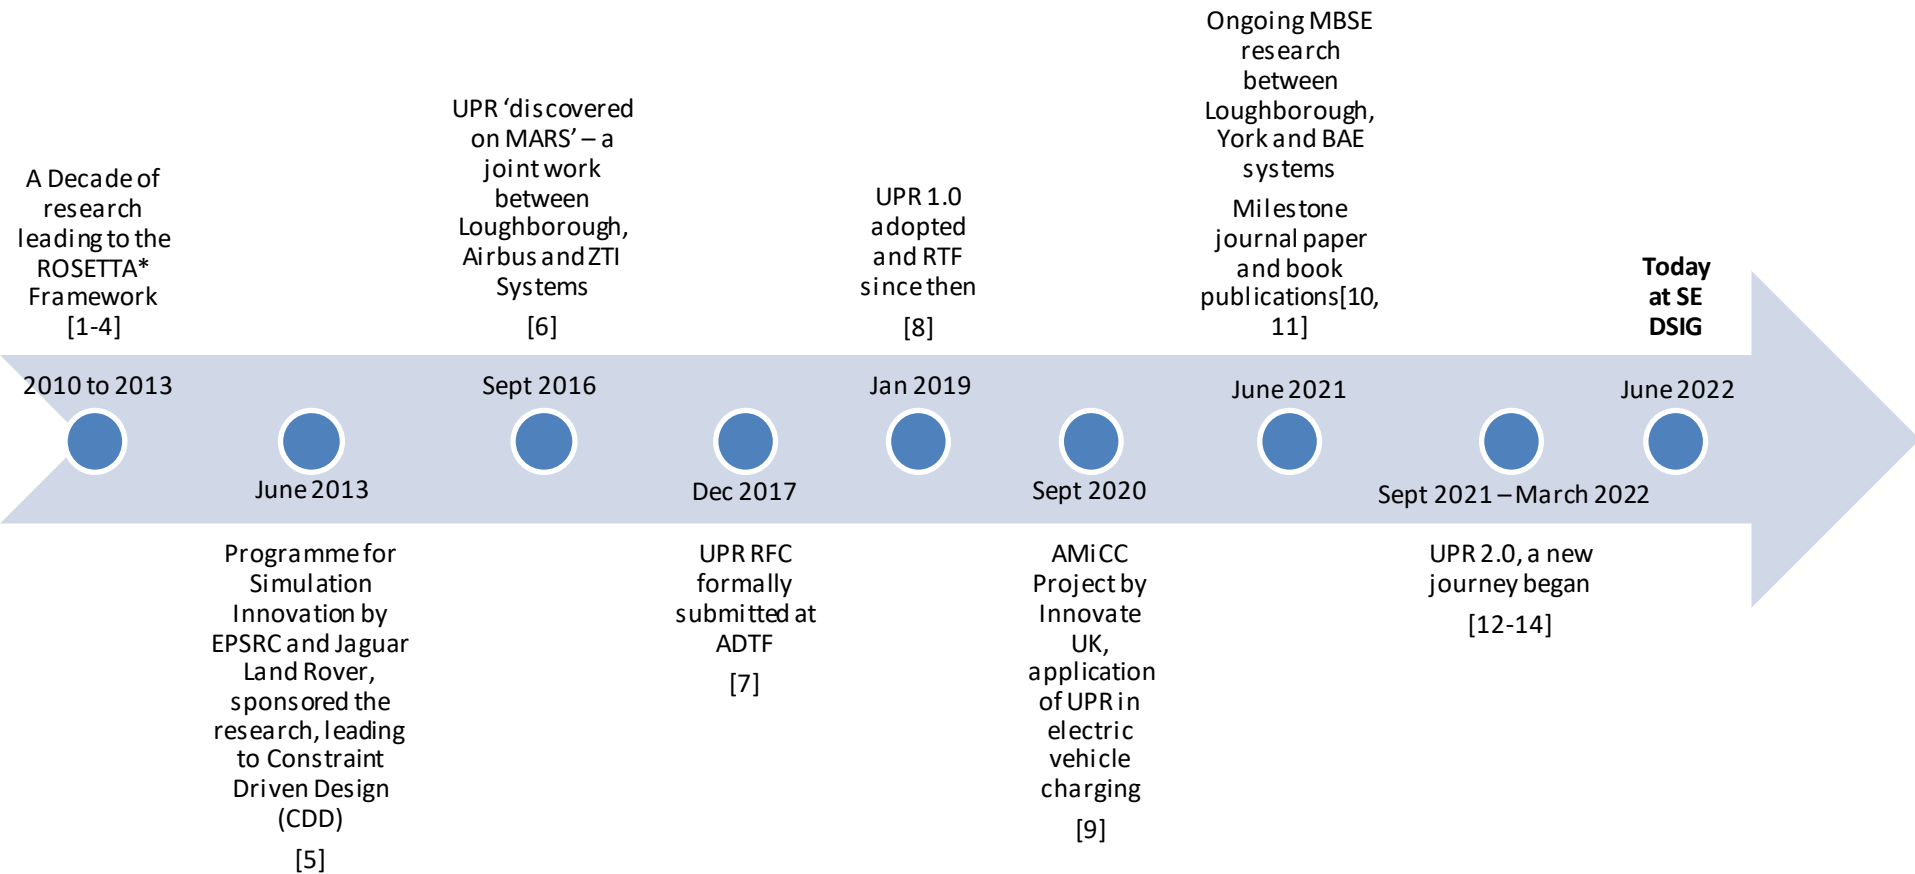 A Decade of
research
leading to the
ROSETTA*
Framework
[1-4]
2010 to 2013
June 2013
Programme for
Simulation
Innovation by
EPSRC and Jaguar
Land Rover,
sponsored the
research, leading
to Constraint
Driven Design
(CDD)
[5]
UPR ‘discovered
on MARS’ – a
joint work
between
Loughborough,
Airbus and ZTI
Systems
[6]
Sept 2016
Dec 2017
UPR RFC
formally
submitted at
ADTF
[7]
UPR 1.0
adopted
and RTF
since then
[8]
Jan 2019
Sept 2020
AMiCC
Project by
Innovate
UK,
application
of UPR in
electric
vehicle
charging
[9]
Ongoing MBSE
research
between
Loughborough,
York and BAE
systems
Milestone
journal paper
and book
publications[10,
11]
June 2021
Sept 2021 – March 2022
UPR 2.0, a new
journey began
[12-14]
Today
at SE
DSIG
June 2022